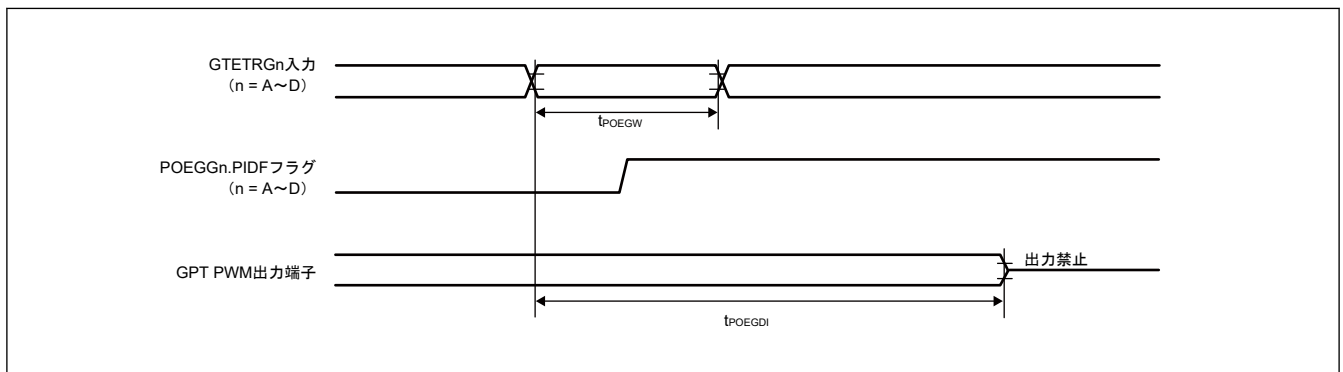 GTETRGn入力
（n = A～D）
tPOEGW
POEGGn.PIDFフラグ
（n = A～D）
GPT PWM出力端子
出力禁止
tPOEGDI